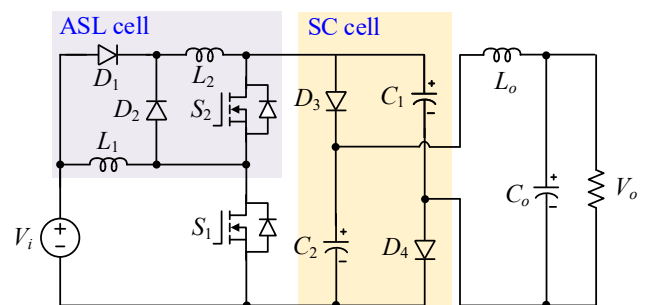 ASL cell
SC cell
D1
L2
D2
S2
D3
C1
Lo
L1
S1
Vi
C2
D4
Co
Vo